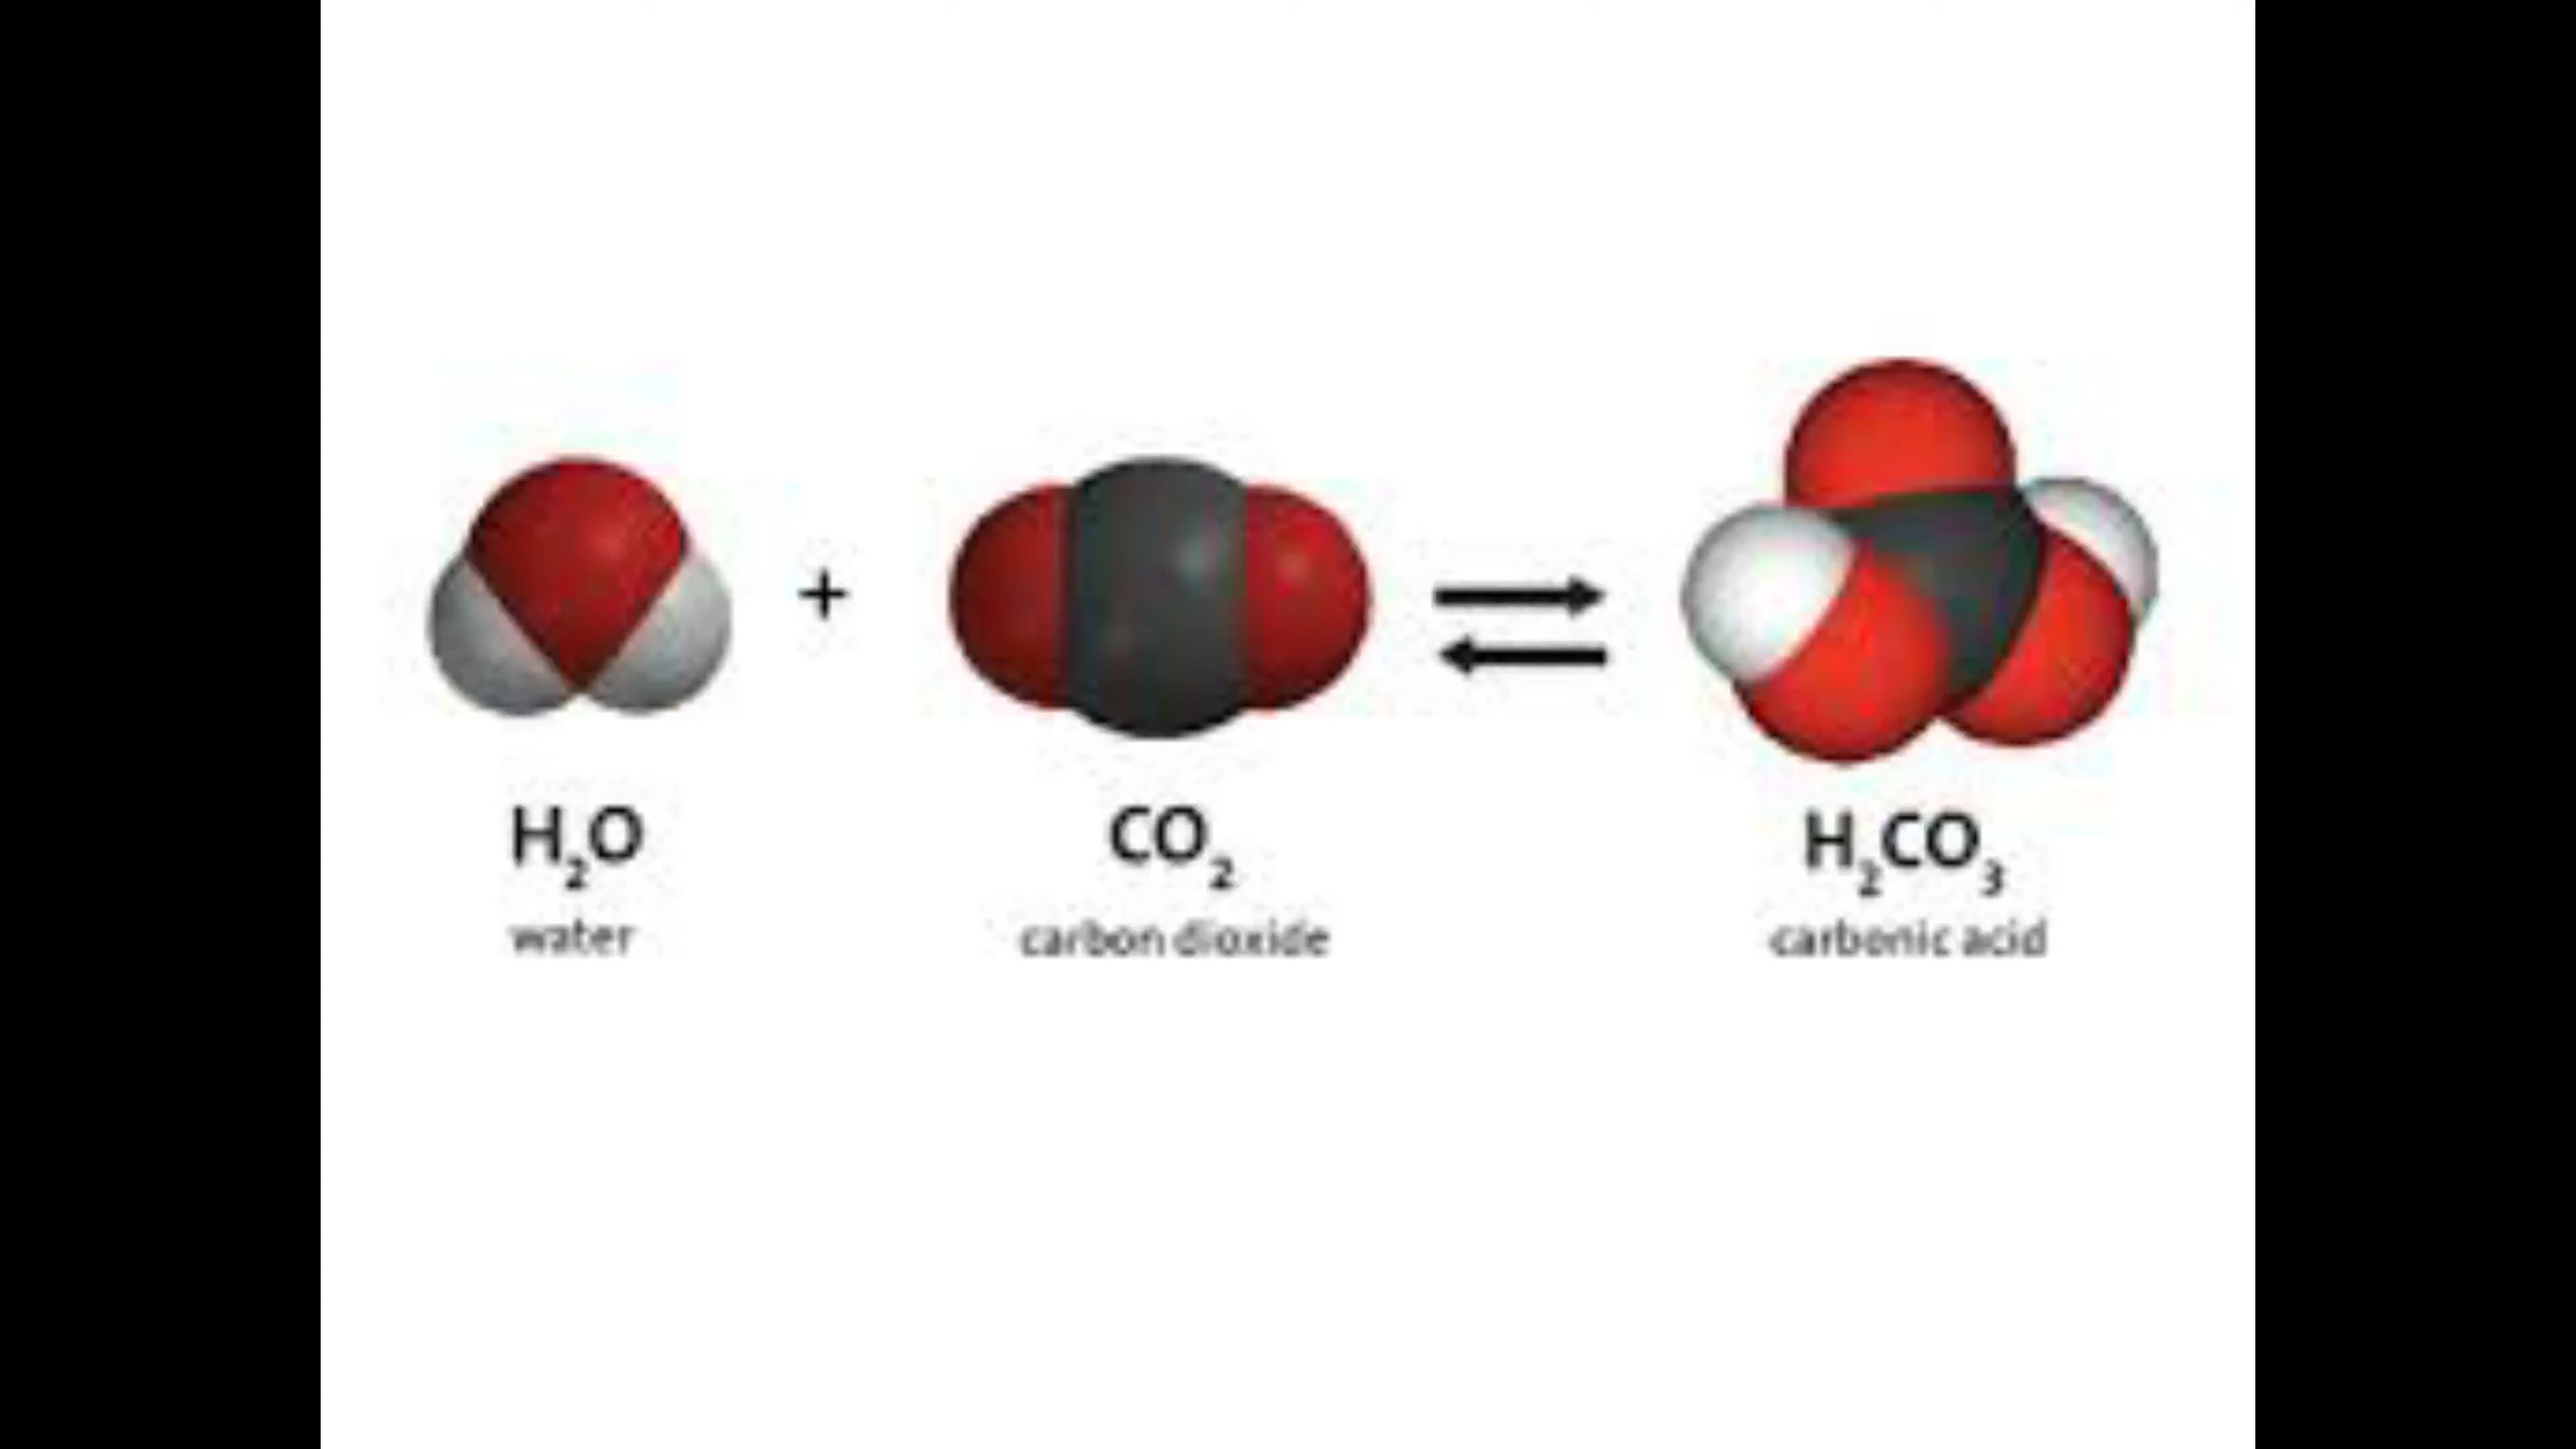 +
H₂O
CO₂
H₂CO₃
water
carbon dioxide
carbonic acid